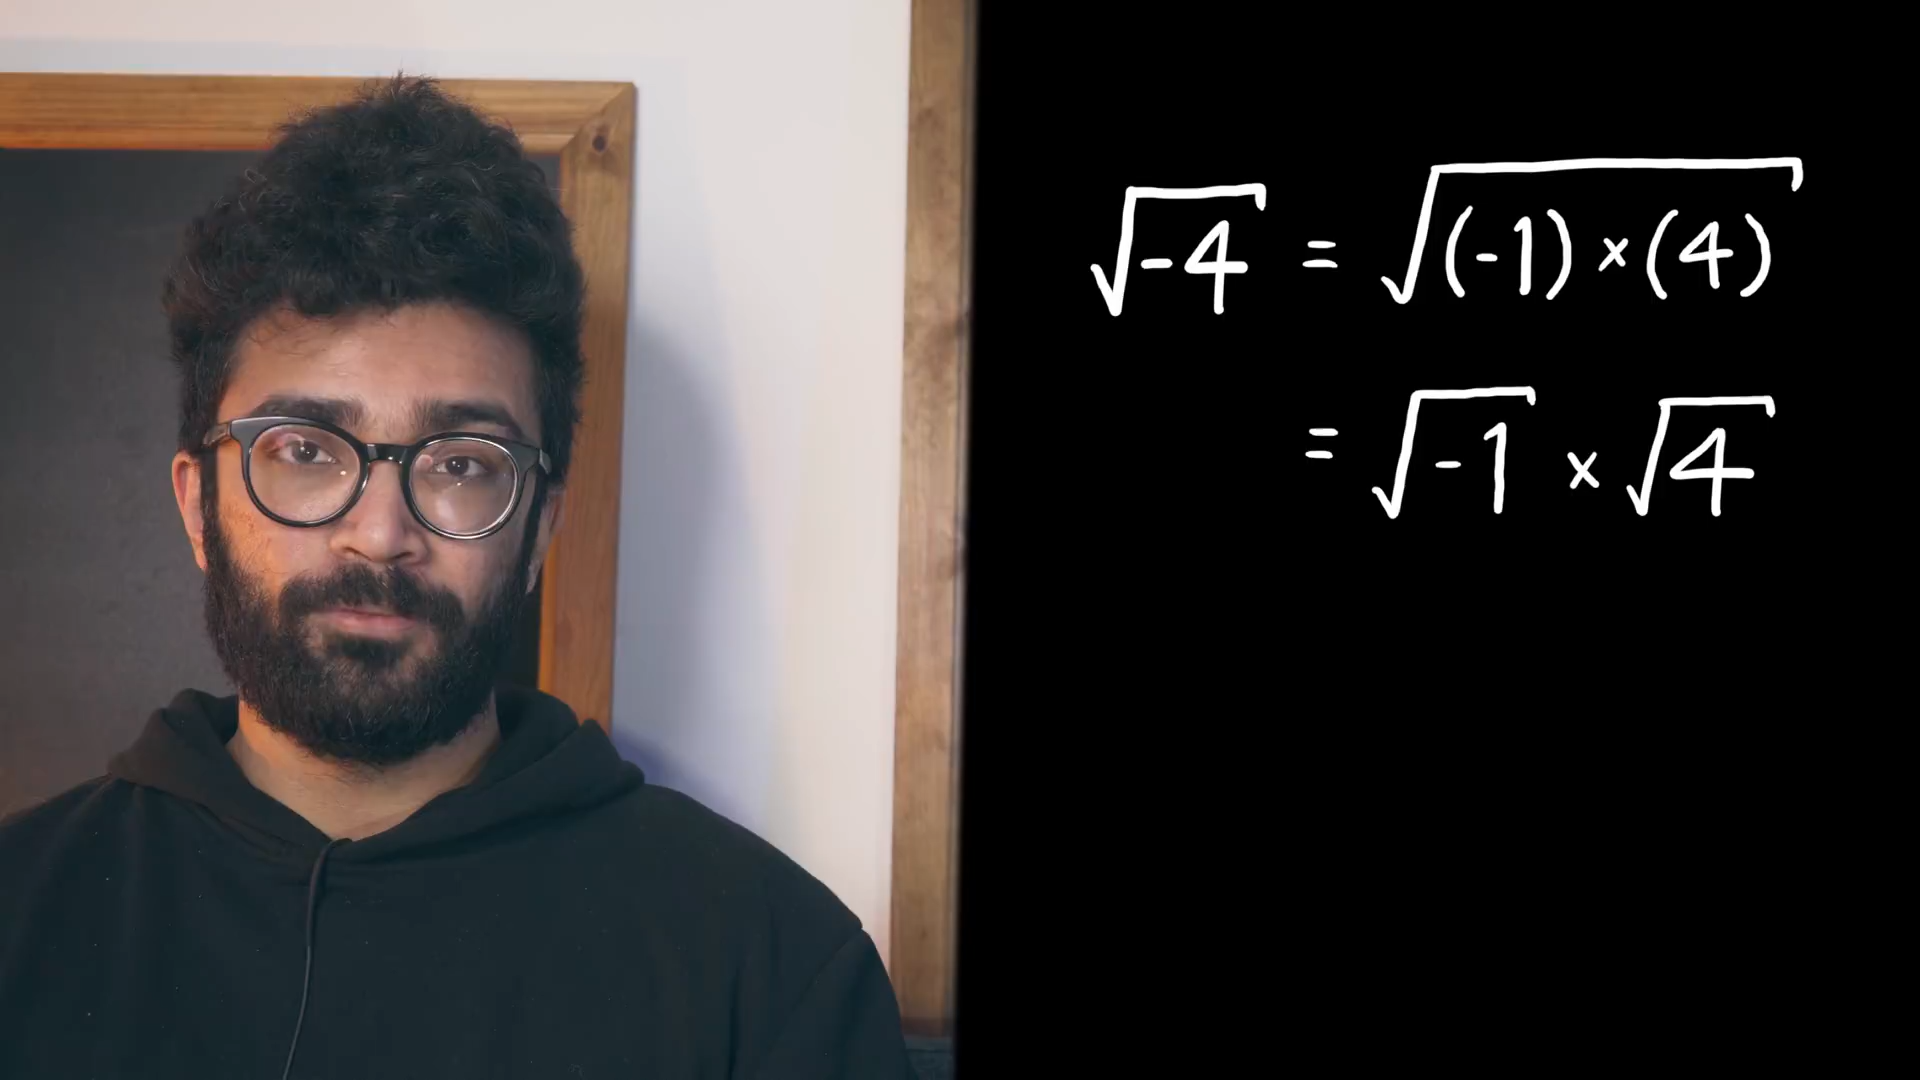 √-4 = √(-1)×(4)
= √-1 × √4